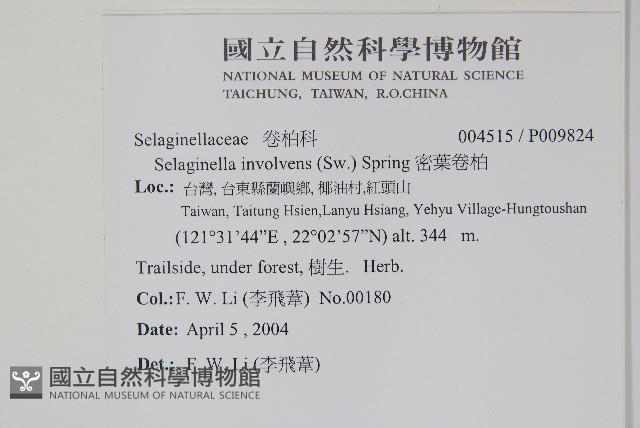 國立自然科學博物館
NATIONAL MUSEUM OF NATURAL SCIENCE
TAICHUNG, TAIWAN, R.O.CHINA
Selaginellaceae 卷柏科 004515 / P009824
Selaginella involvens (Sw.) Spring 密葉卷柏
Loc.: 台灣, 台東縣蘭嶼鄉, 椰油村,紅頭山
Taiwan, Taitung Hsien,Lanyu Hsiang, Yehyu Village-Hungtoushan
(121°31'44”E , 22°02'57”N) alt. 344 m.
Trailside, under forest, 樹生. Herb.
Col.: F. W. Li (李飛葦) No.00180
Date: April 5 , 2004
Det.: F. W. Li (李飛葦)
國立自然科學博物館
NATIONAL MUSEUM OF NATURAL SCIENCE